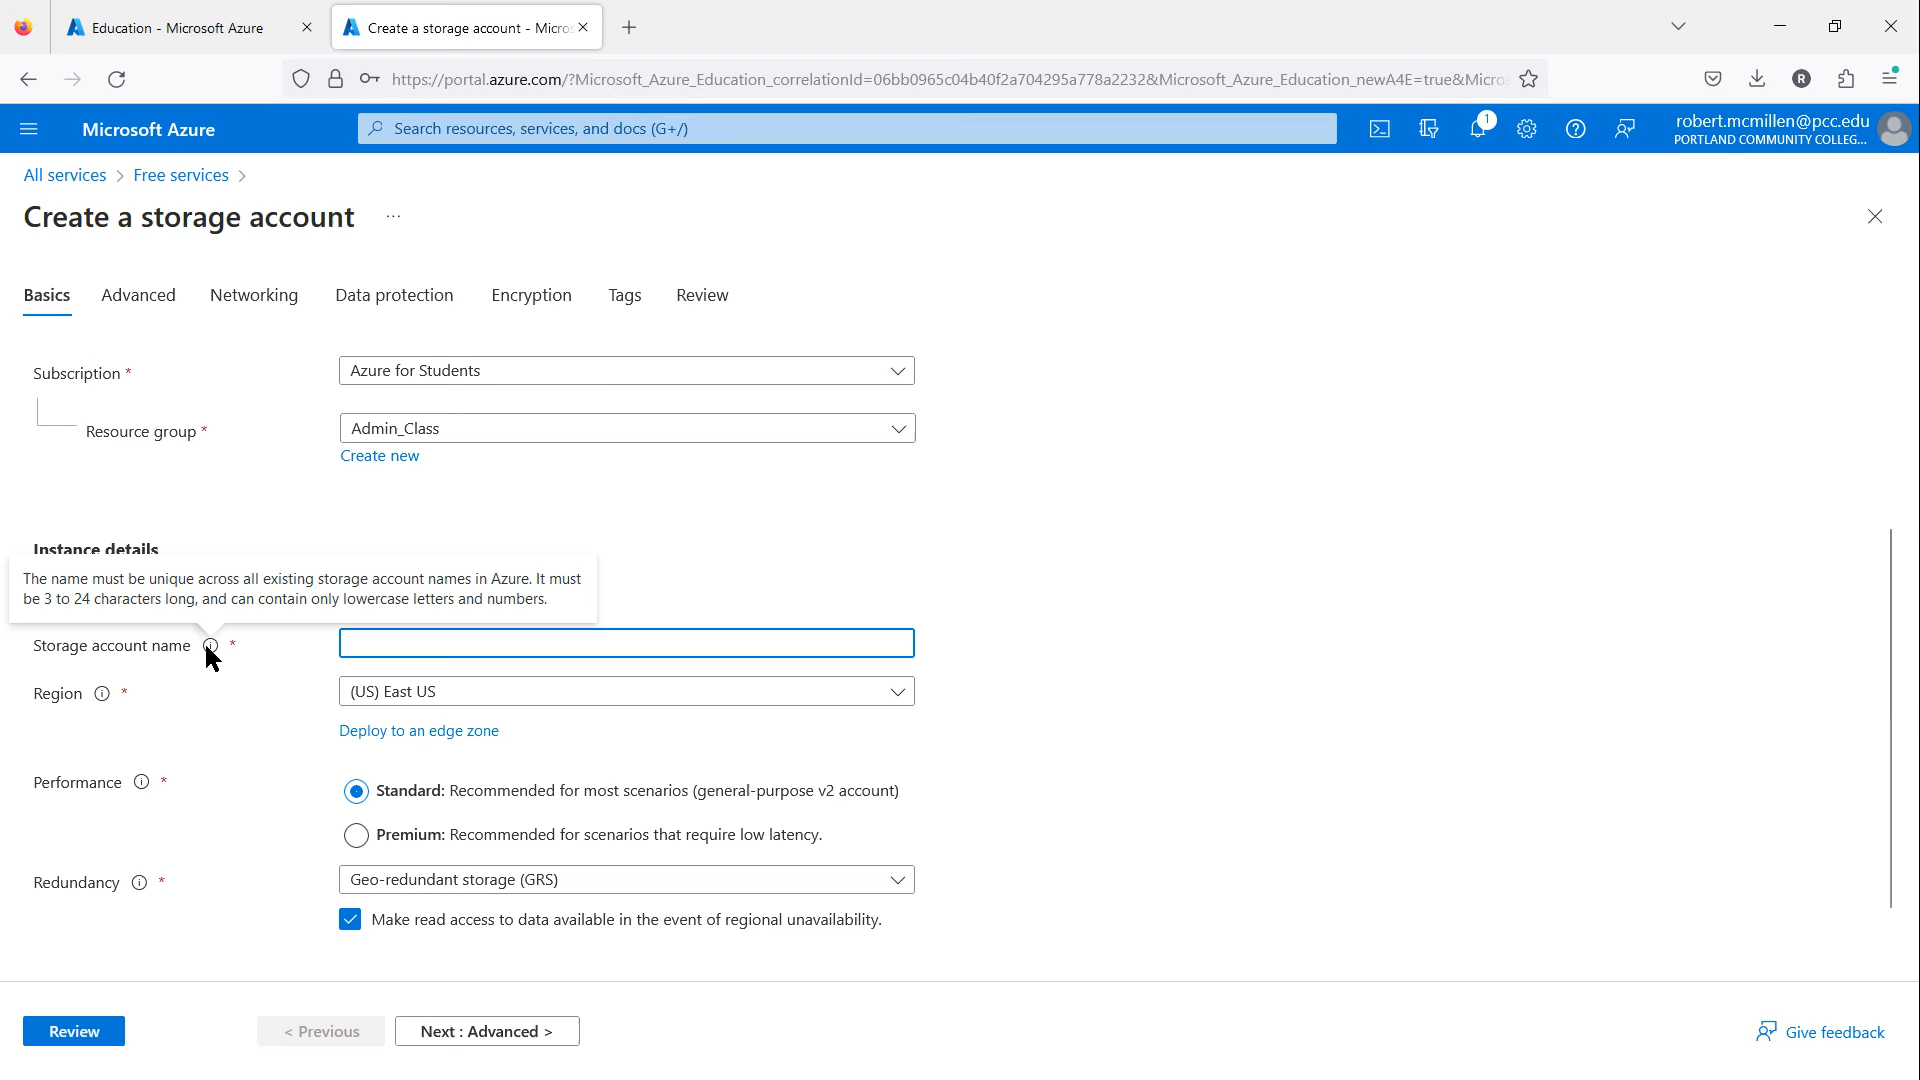 Education - Microsoft Azure
Create a storage account - Micros
https://portal.azure.com/?Microsoft_Azure_Education_correlationId=06bb0965c04b40f2a704295a778a2232&Microsoft_Azure_Education_newA4E=true&Micros
R
Microsoft Azure
Search resources, services, and docs (G+/)
1
robert.mcmillen@pcc.edu
PORTLAND COMMUNITY COLLEG...
All services > Free services >
Create a storage account ...
Basics Advanced Networking Data protection Encryption Tags Review
Subscription *
Azure for Students
Resource group *
Admin_Class
Create new
Instance details
The name must be unique across all existing storage account names in Azure. It must
be 3 to 24 characters long, and can contain only lowercase letters and numbers.
Storage account name *
Region *
(US) East US
Deploy to an edge zone
Performance *
Standard: Recommended for most scenarios (general-purpose v2 account)
Premium: Recommended for scenarios that require low latency.
Redundancy *
Geo-redundant storage (GRS)
Make read access to data available in the event of regional unavailability.
Review
< Previous
Next : Advanced >
Give feedback